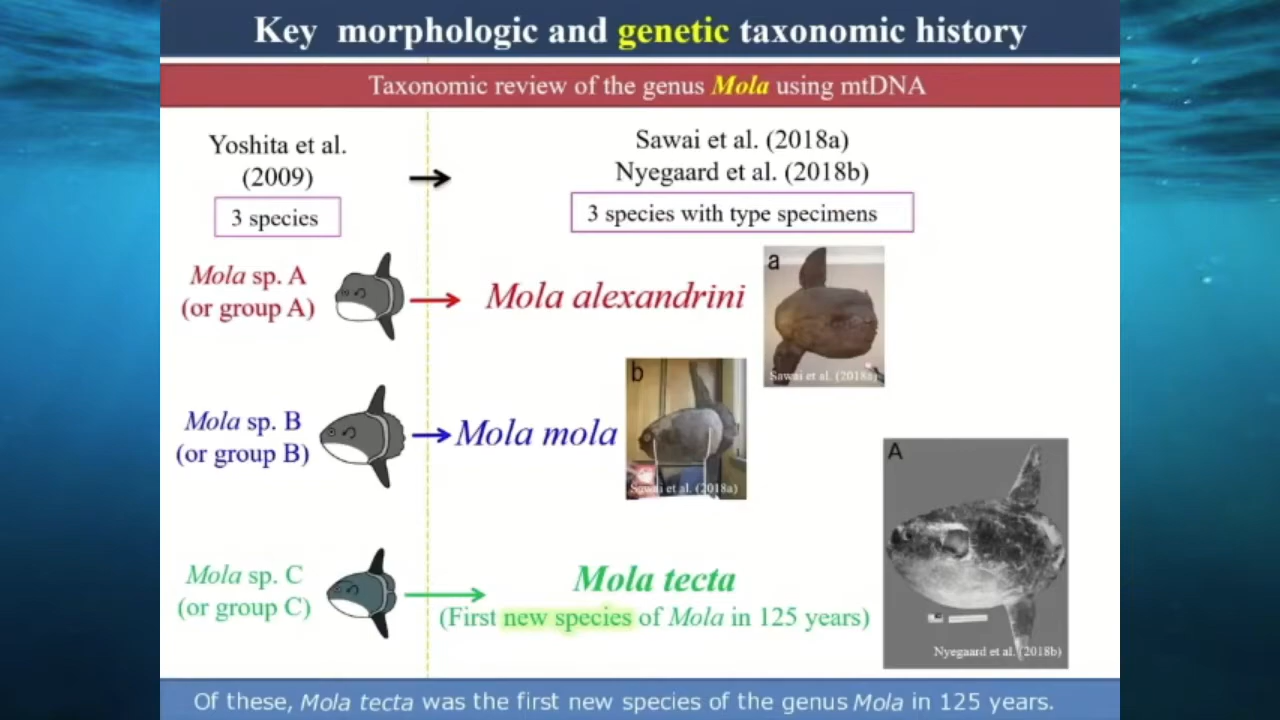 Key morphologic and genetic taxonomic history
Taxonomic review of the genus Mola using mtDNA
Yoshita et al.
(2009)
3 species
Sawai et al. (2018a)
Nyegaard et al. (2018b)
3 species with type specimens
Mola sp. A
(or group A)
Mola alexandrini
a
Sawai et al. (2018a)
Mola sp. B
(or group B)
Mola mola
b
Sawai et al. (2018a)
A
Nyegaard et al. (2018b)
Mola sp. C
(or group C)
Mola tecta
(First new species of Mola in 125 years)
Of these, Mola tecta was the first new species of the genus Mola in 125 years.